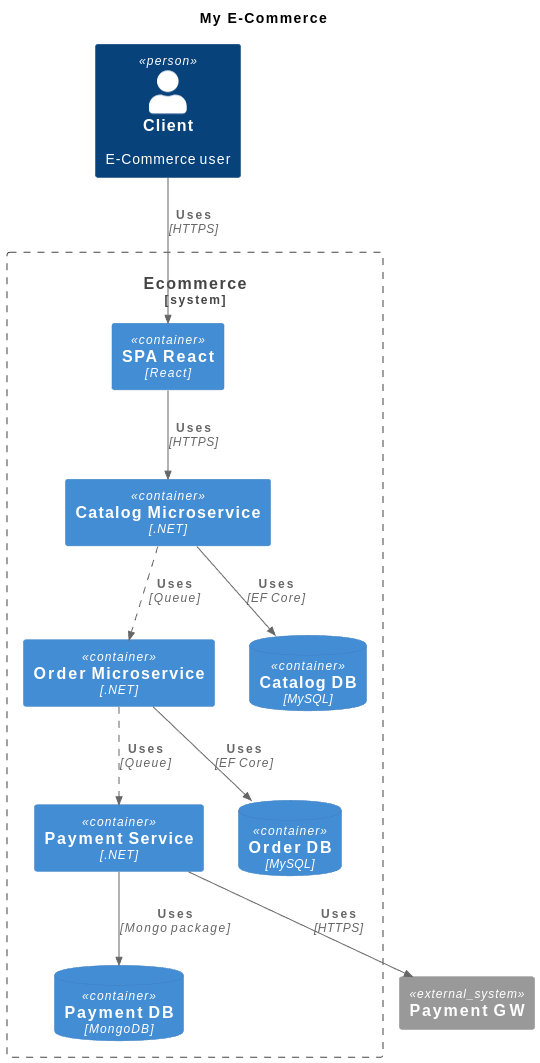 My E-Commerce
«person»
Client
E-Commerce user
Uses
[HTTPS]
Ecommerce
[system]
«container»
SPA React
[React]
Uses
[HTTPS]
«container»
Catalog Microservice
[.NET]
Uses
[Queue]
Uses
[EF Core]
«container»
Order Microservice
[.NET]
«container»
Catalog DB
[MySQL]
Uses
[Queue]
Uses
[EF Core]
«container»
Payment Service
[.NET]
«container»
Order DB
[MySQL]
Uses
[Mongo package]
Uses
[HTTPS]
«container»
Payment DB
[MongoDB]
«external_system»
Payment GW